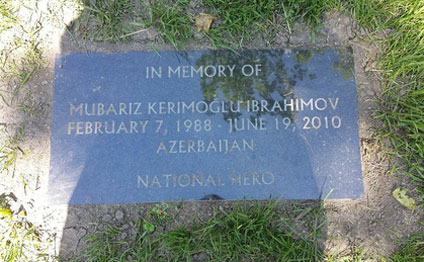 IN MEMORY OF
MUBARIZ KERIMOGLU IBRAHIMOV
FEBRUARY 7, 1988 - JUNE 19, 2010
AZERBAIJAN
NATIONAL HERO